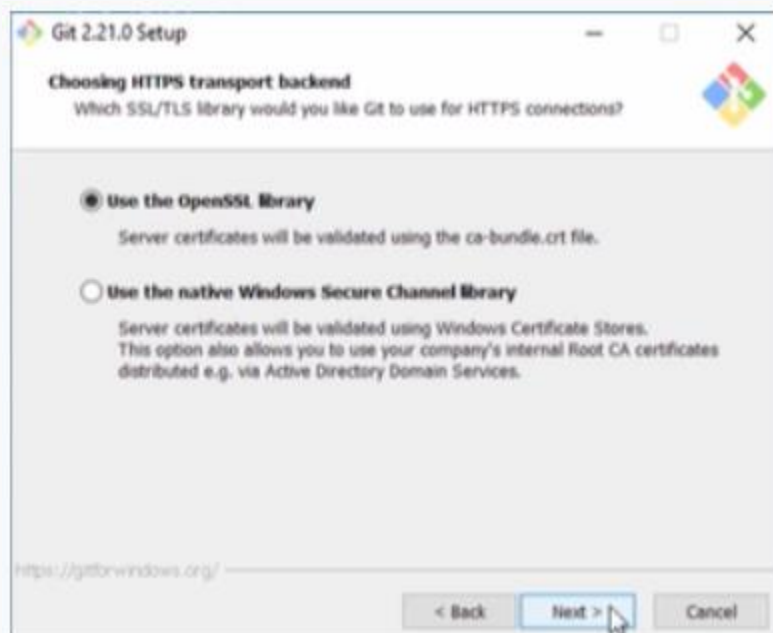 Git 2.21.0 Setup
Choosing HTTPS transport backend
Which SSL/TLS library would you like Git to use for HTTPS connections?
Use the OpenSSL library
Server certificates will be validated using the ca-bundle.crt file.
Use the native Windows Secure Channel library
Server certificates will be validated using Windows Certificate Stores.
This option also allows you to use your company's internal Root CA certificates
distributed e.g. via Active Directory Domain Services.
https://gitforwindows.org/
< Back Next > Cancel